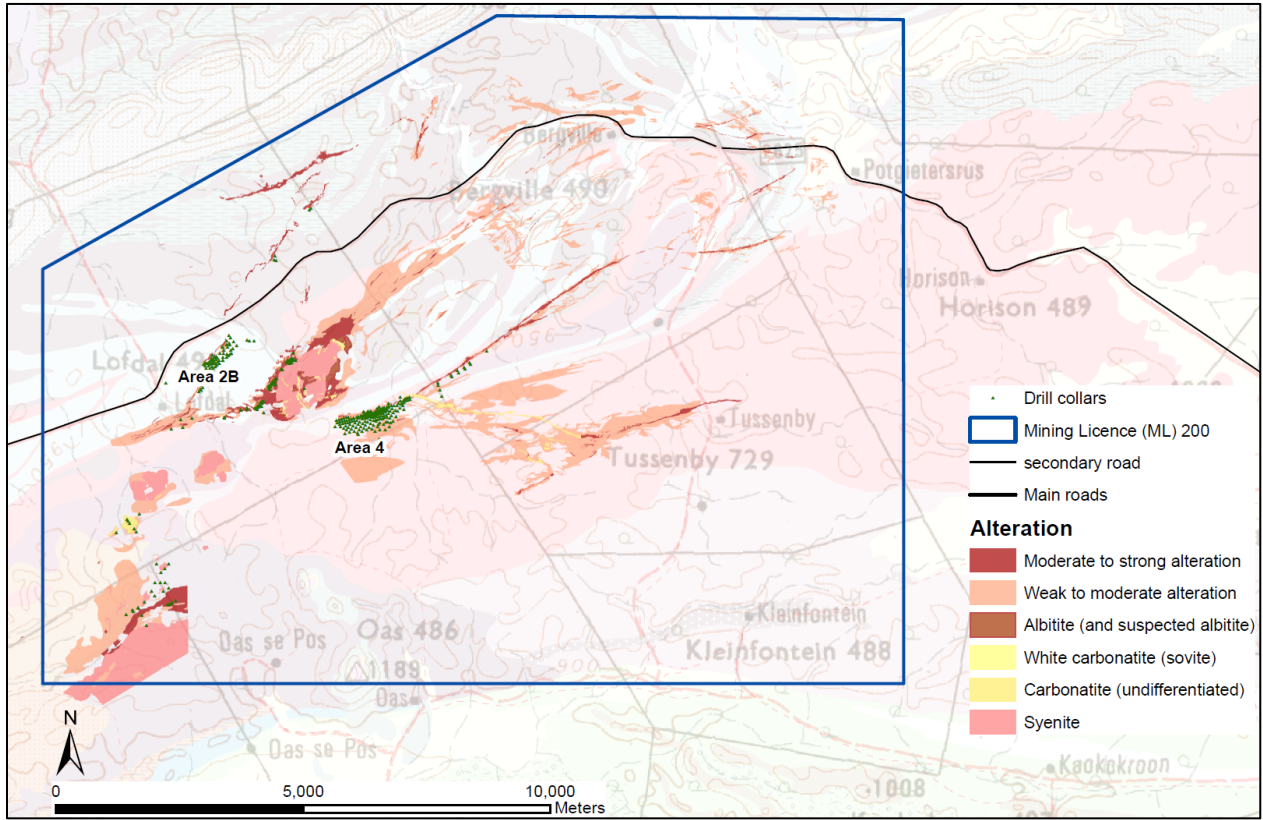 Bergville
Potgietersrus
Bergville 490
Horison
Horison 489
Lofdal 49
Area 2B
Lofdal
Area 4
Tussenby
Tussenby 729
Drill collars
Mining Licence (ML) 200
secondary road
Main roads
Alteration
Moderate to strong alteration
Weak to moderate alteration
Albitite (and suspected albitite)
White carbonatite (sovite)
Carbonatite (undifferentiated)
Syenite
Kleinfontein
Kleinfontein 488
Oas se Pos
Oas 486
1189
Oas
Oas se Pos
900
950
N
Kaokokroon
1008
0 5,000 10,000
Meters